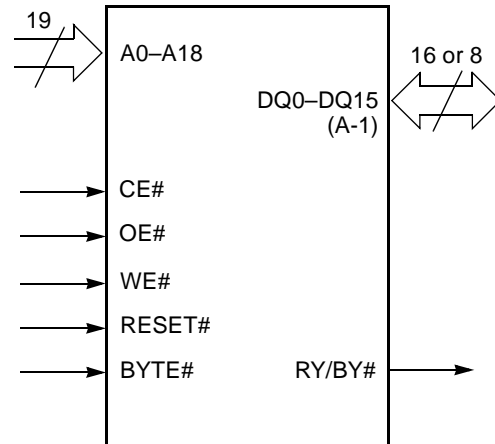 19
A0–A18
16 or 8
DQ0–DQ15
(A-1)
CE#
OE#
WE#
RESET#
BYTE#
RY/BY#